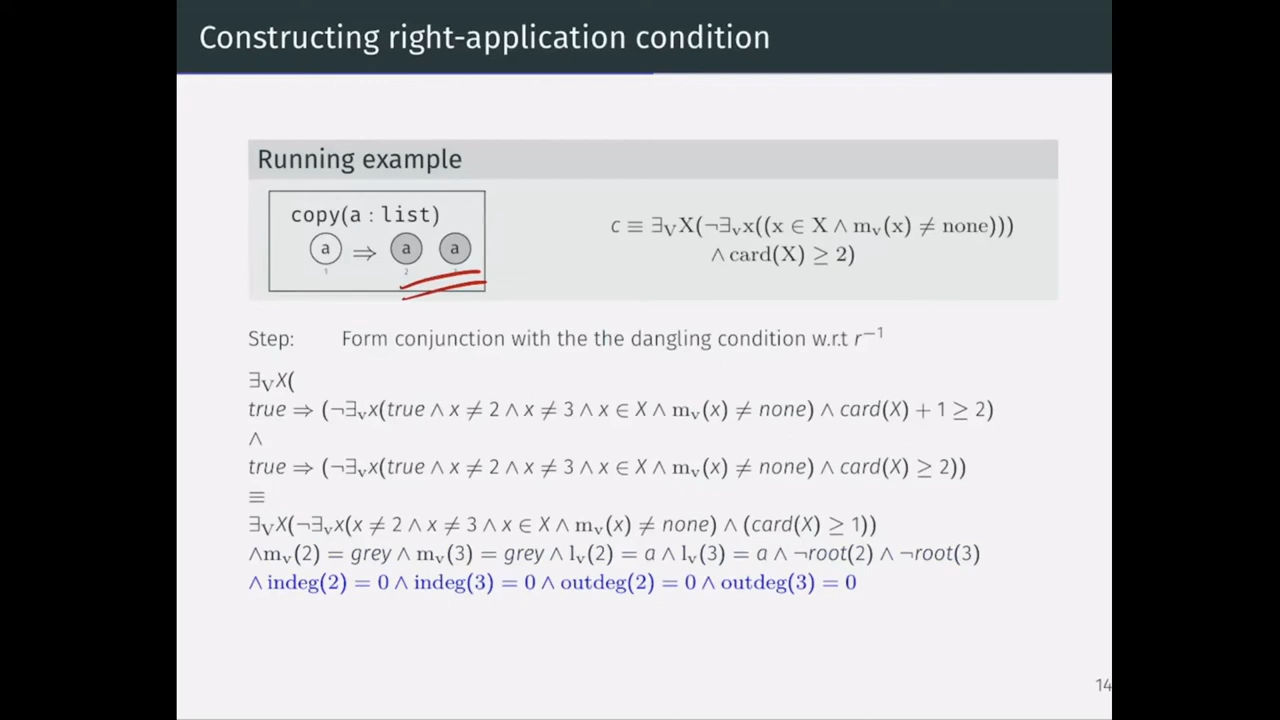 Constructing right-application condition
Running example
copy(a : list)
a ⇒ a a
1 2
c ≡ ∃VX(¬∃vx((x ∈ X ∧ mv(x) ≠ none)))
∧ card(X) ≥ 2)
Step: Form conjunction with the the dangling condition w.r.t r⁻¹
∃VX(
true ⇒ (¬∃vx(true ∧ x ≠ 2 ∧ x ≠ 3 ∧ x ∈ X ∧ mv(x) ≠ none) ∧ card(X) + 1 ≥ 2)
∧
true ⇒ (¬∃vx(true ∧ x ≠ 2 ∧ x ≠ 3 ∧ x ∈ X ∧ mv(x) ≠ none) ∧ card(X) ≥ 2))
≡
∃VX(¬∃vx(x ≠ 2 ∧ x ≠ 3 ∧ x ∈ X ∧ mv(x) ≠ none) ∧ (card(X) ≥ 1))
∧mv(2) = grey ∧ mv(3) = grey ∧ lv(2) = a ∧ lv(3) = a ∧ ¬root(2) ∧ ¬root(3)
∧ indeg(2) = 0 ∧ indeg(3) = 0 ∧ outdeg(2) = 0 ∧ outdeg(3) = 0
14